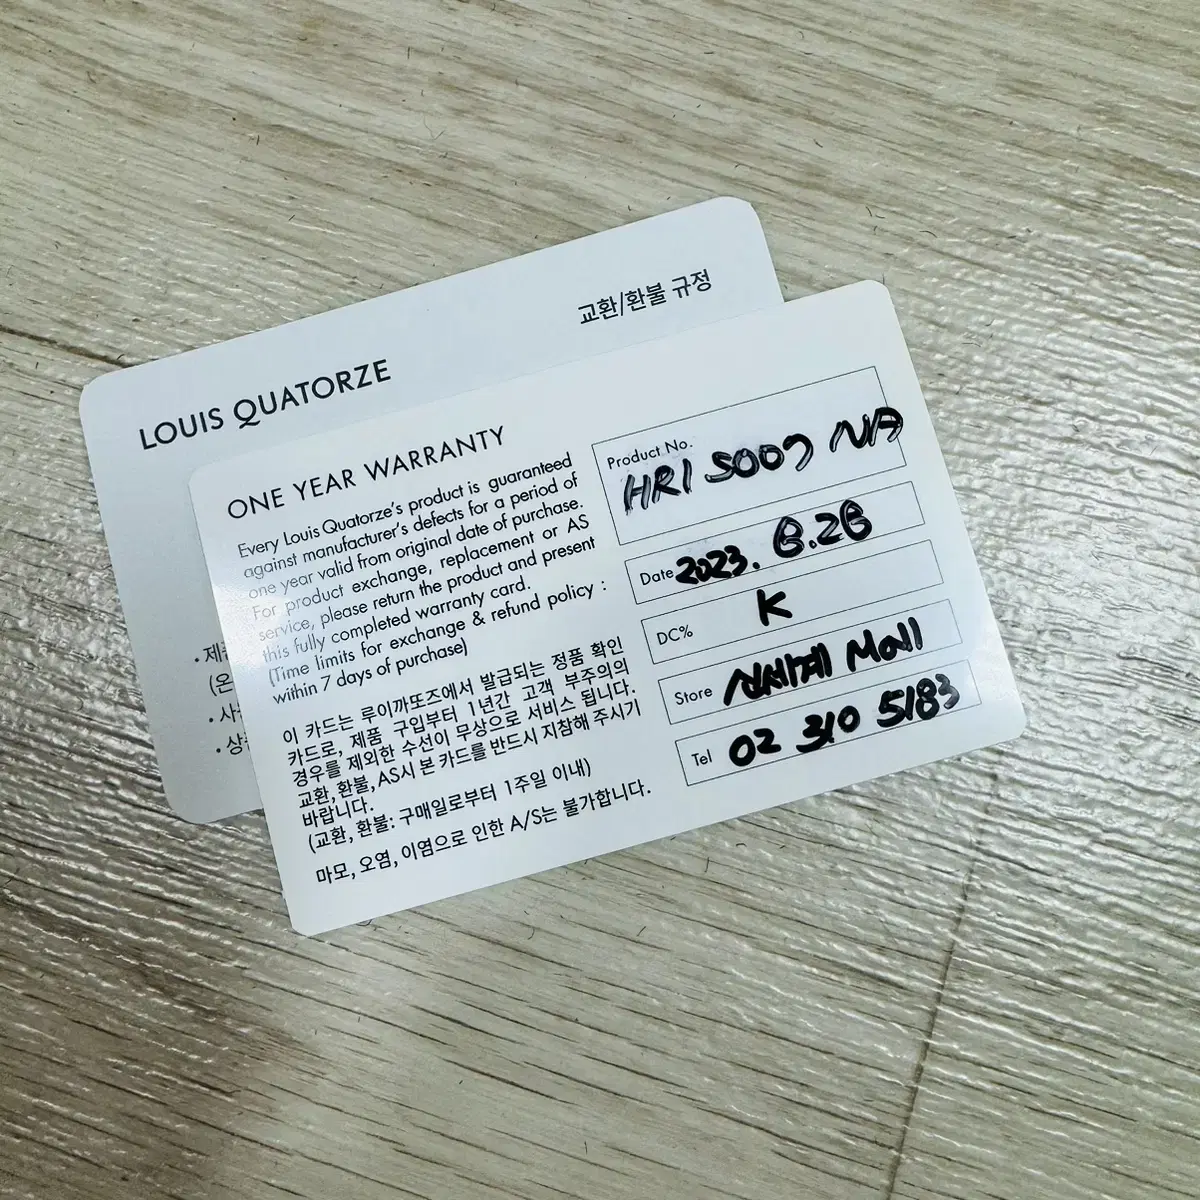 교환/환불 규정
LOUIS QUATORZE
ONE YEAR WARRANTY
Every Louis Quatorze's product is guaranteed
against manufacturer's defects for a period of
one year valid from original date of purchase.
For product exchange, replacement or AS
service, please return the product and present
this fully completed warranty card.
(Time limits for exchange & refund policy :
within 7 days of purchase)
이 카드는 루이까또즈에서 발급되는 정품 확인
카드로, 제품 구입부터 1년간 고객 부주의의
경우를 제외한 수선이 무상으로 서비스 됩니다.
교환, 환불, AS시 본 카드를 반드시 지참해 주시기
바랍니다.
(교환, 환불: 구매일로부터 1주일 이내)
마모, 오염, 이염으로 인한 A/S는 불가합니다.
Product No.
HR1 S007 NA
Date 2023. 6.26
DC% K
Store 신세계
Tel 02 310 5183